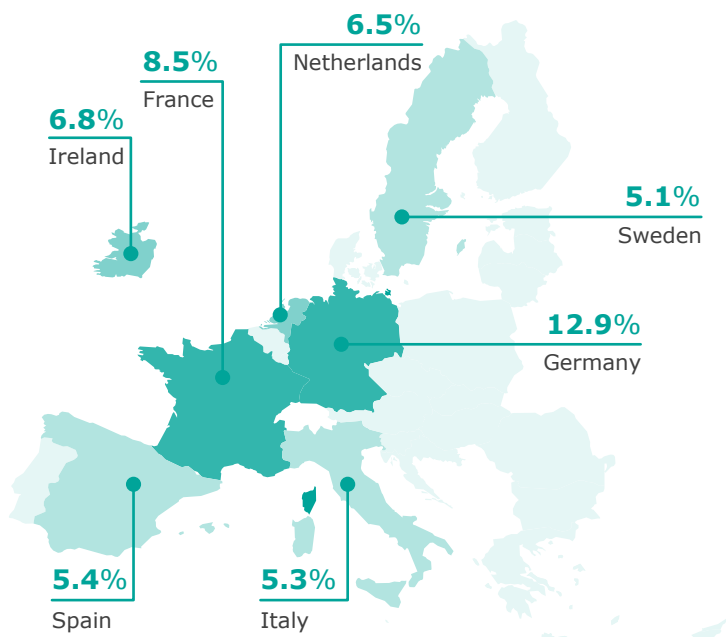 6.5%
Netherlands
8.5%
France
6.8%
Ireland
5.1%
Sweden
12.9%
Germany
5.4%
Spain
5.3%
Italy